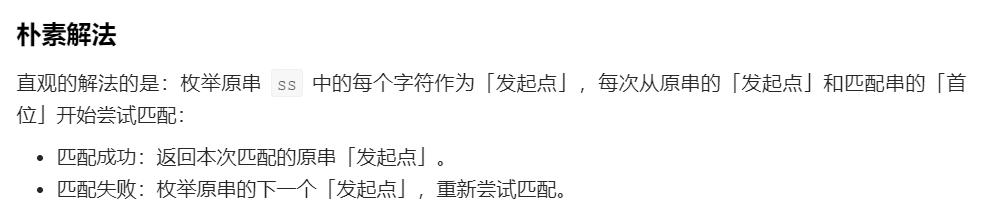 朴素解法
直观的解法的是：枚举原串 ss 中的每个字符作为「发起点」，每次从原串的「发起点」和匹配串的「首
位」开始尝试匹配：
• 匹配成功：返回本次匹配的原串「发起点」。
• 匹配失败：枚举原串的下一个「发起点」，重新尝试匹配。